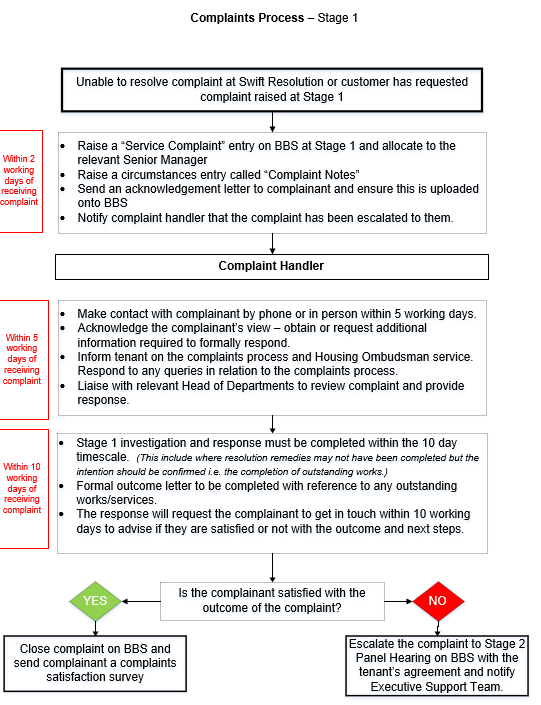 Complaints Process – Stage 1
Unable to resolve complaint at Swift Resolution or customer has requested
complaint raised at Stage 1
Within 2
working
days of
receiving
complaint
• Raise a “Service Complaint” entry on BBS at Stage 1 and allocate to the
relevant Senior Manager
• Raise a circumstances entry called “Complaint Notes”
• Send an acknowledgement letter to complainant and ensure this is uploaded
onto BBS
• Notify complaint handler that the complaint has been escalated to them.
Complaint Handler
Within 5
working
days of
receiving
complaint
• Make contact with complainant by phone or in person within 5 working days.
• Acknowledge the complainant’s view – obtain or request additional
information required to formally respond.
• Inform tenant on the complaints process and Housing Ombudsman service.
Respond to any queries in relation to the complaints process.
• Liaise with relevant Head of Departments to review complaint and provide
response.
Within 10
working
days of
receiving
complaint
• Stage 1 investigation and response must be completed within the 10 day
timescale. (This include where resolution remedies may not have been completed but the
intention should be confirmed i.e. the completion of outstanding works.)
• Formal outcome letter to be completed with reference to any outstanding
works/services.
• The response will request the complainant to get in touch within 10 working
days to advise if they are satisfied or not with the outcome and next steps.
YES
Is the complainant satisfied with the
outcome of the complaint?
NO
Close complaint on BBS and
send complainant a complaints
satisfaction survey
Escalate the complaint to Stage 2
Panel Hearing on BBS with the
tenant’s agreement and notify
Executive Support Team.